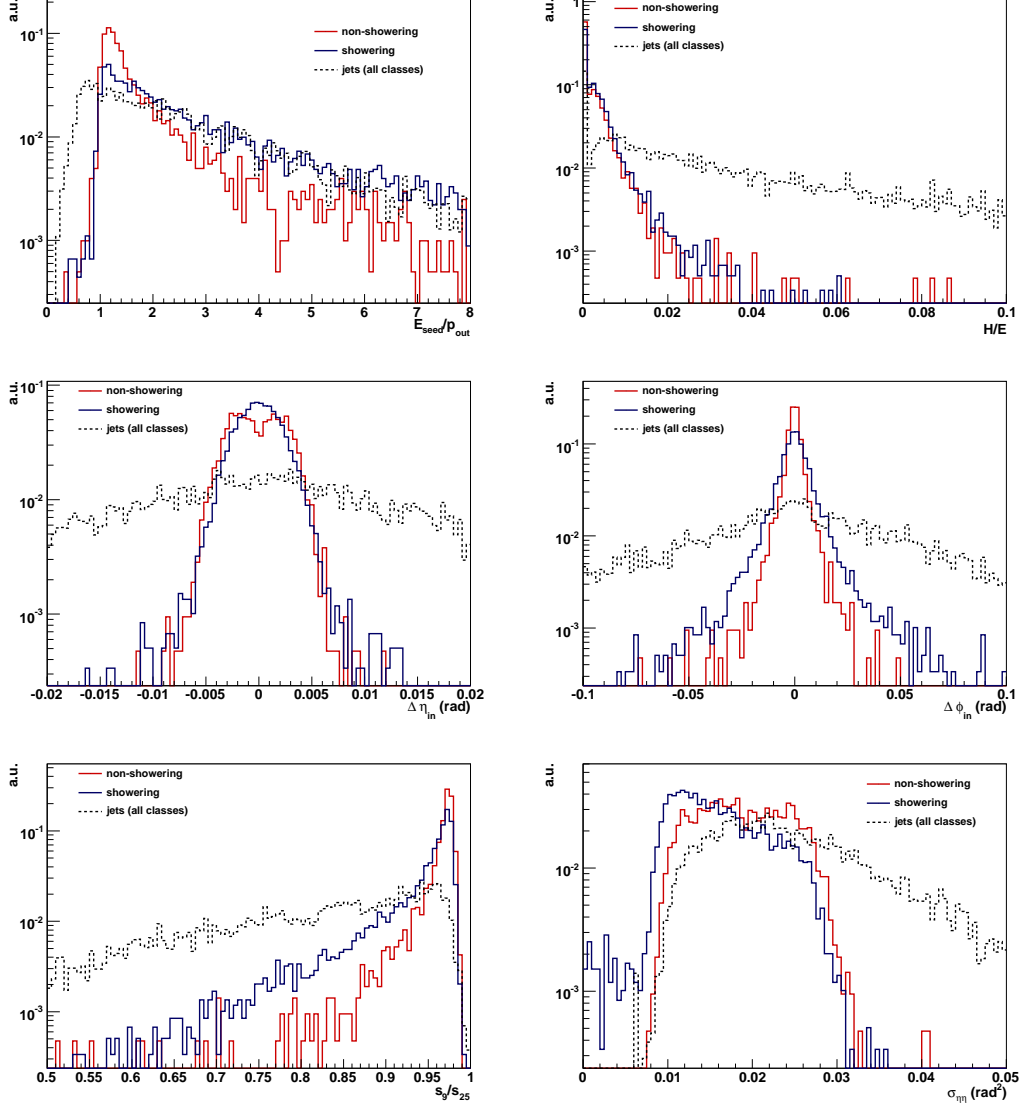 a.u.
10⁻¹
10⁻²
10⁻³
non-showering
showering
jets (all classes)
0 1 2 3 4 5 6 7 8
E_seed/p_out
a.u.
1
10⁻¹
10⁻²
10⁻³
non-showering
showering
jets (all classes)
0 0.02 0.04 0.06 0.08 0.1
H/E
a.u.
10⁻¹
10⁻²
10⁻³
non-showering
showering
jets (all classes)
-0.02 -0.015 -0.01 -0.005 0 0.005 0.01 0.015 0.02
Δ η_in (rad)
a.u.
10⁻¹
10⁻²
10⁻³
non-showering
showering
jets (all classes)
-0.1 -0.05 0 0.05 0.1
Δ ϕ_in (rad)
a.u.
10⁻¹
10⁻²
10⁻³
non-showering
showering
jets (all classes)
0.5 0.55 0.6 0.65 0.7 0.75 0.8 0.85 0.9 0.95 1
s₉/s₂₅
a.u.
10⁻²
10⁻³
non-showering
showering
jets (all classes)
0 0.01 0.02 0.03 0.04 0.05
σ_ηη (rad²)